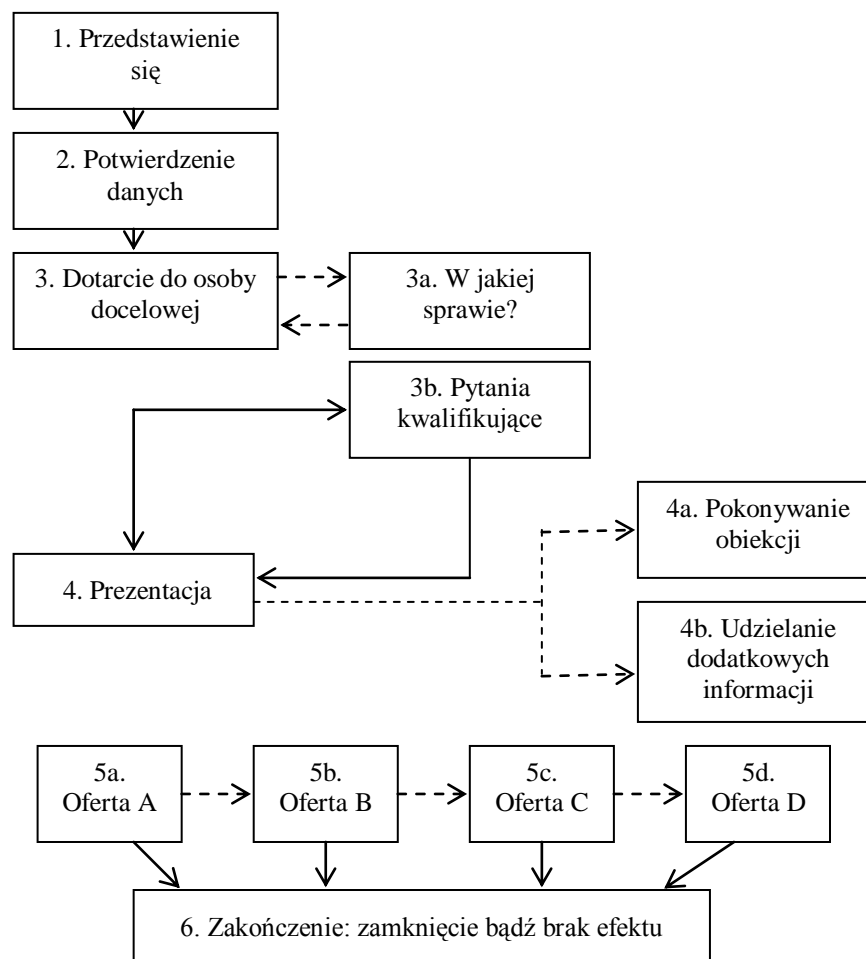 1. Przedstawienie
się
2. Potwierdzenie
danych
3. Dotarcie do osoby
docelowej
3a. W jakiej
sprawie?
3b. Pytania
kwalifikujące
4a. Pokonywanie
obiekcji
4. Prezentacja
4b. Udzielanie
dodatkowych
informacji
5a.
Oferta A
5b.
Oferta B
5c.
Oferta C
5d.
Oferta D
6. Zakończenie: zamknięcie bądź brak efektu